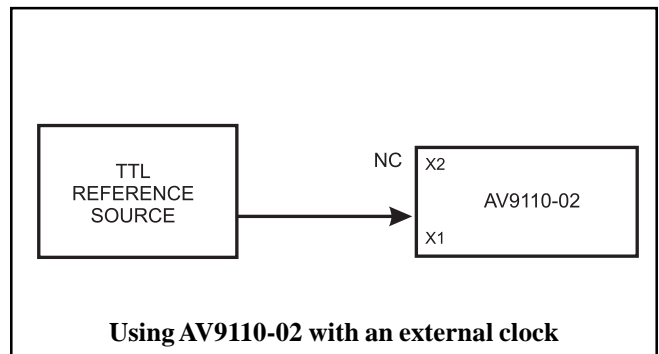 TTL
REFERENCE
SOURCE
NC
X2
AV9110-02
X1
Using AV9110-02 with an external clock